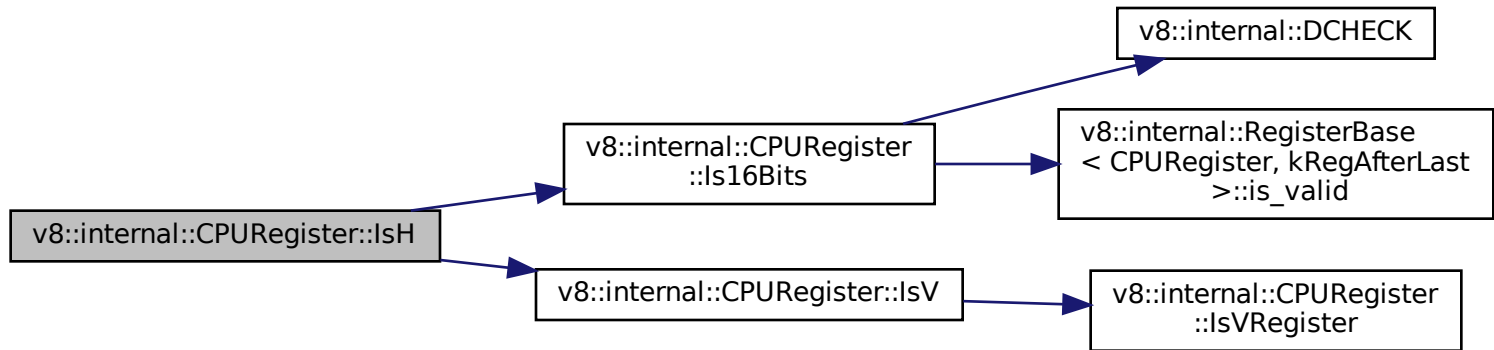 v8::internal::CPURegister::IsH
v8::internal::CPURegister
::Is16Bits
v8::internal::DCHECK
v8::internal::RegisterBase
< CPURegister, kRegAfterLast
>::is_valid
v8::internal::CPURegister::IsV
v8::internal::CPURegister
::IsVRegister